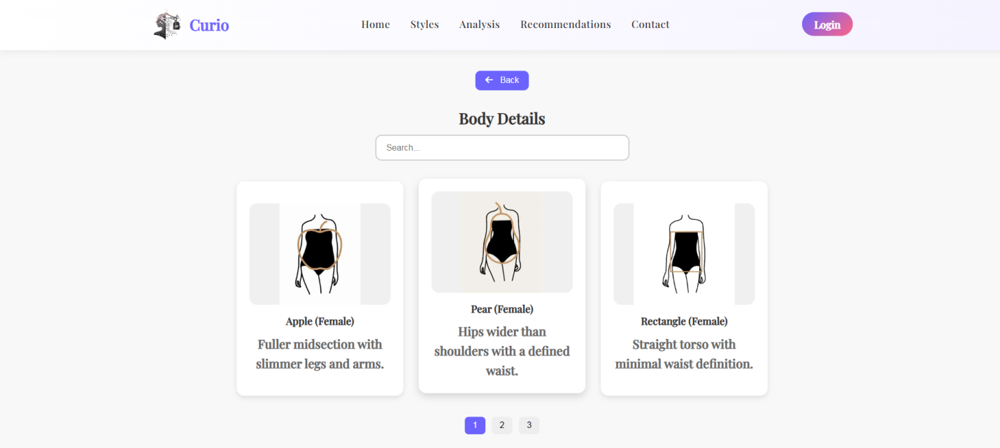 Curio
Home
Styles
Analysis
Recommendations
Contact
Login
Back
Body Details
Search...
Apple (Female)
Fuller midsection with
slimmer legs and arms.
Pear (Female)
Hips wider than
shoulders with a defined
waist.
Rectangle (Female)
Straight torso with
minimal waist definition.
1
2
3